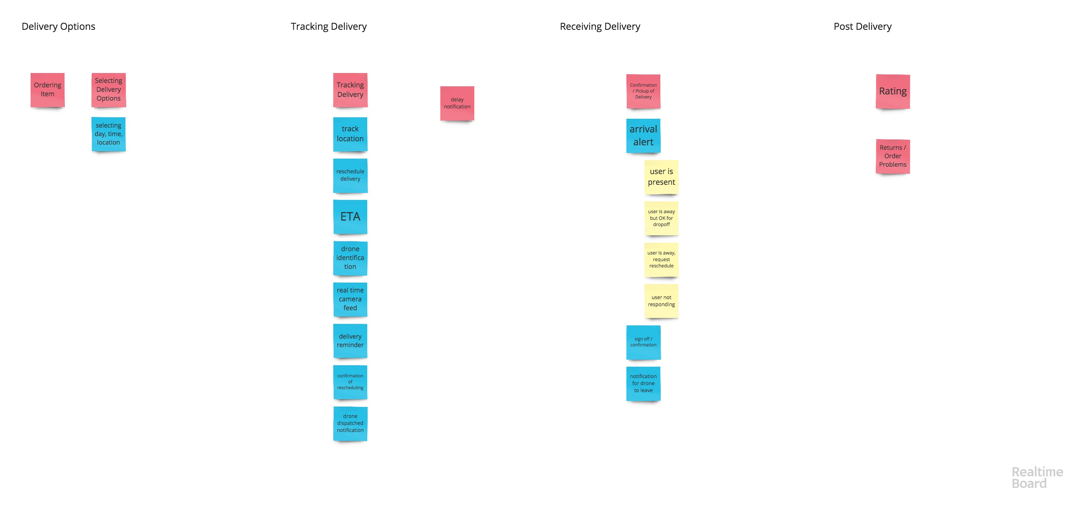 Delivery Options
Ordering
Item
Selecting
Delivery
Options
selecting
day, time,
location
Tracking Delivery
Tracking
Delivery
delay
notification
track
location
reschedule
delivery
ETA
drone
identifica
tion
real time
camera
feed
delivery
reminder
confirmation
of
rescheduling
drone
dispatched
notification
Receiving Delivery
Confirmation
/ Pickup of
Delivery
arrival
alert
user is
present
user is away
but OK for
dropoff
user is away,
request
reschedule
user not
responding
sign off /
confirmation
notification
for drone
to leave
Post Delivery
Rating
Returns /
Order
Problems
Realtime
Board